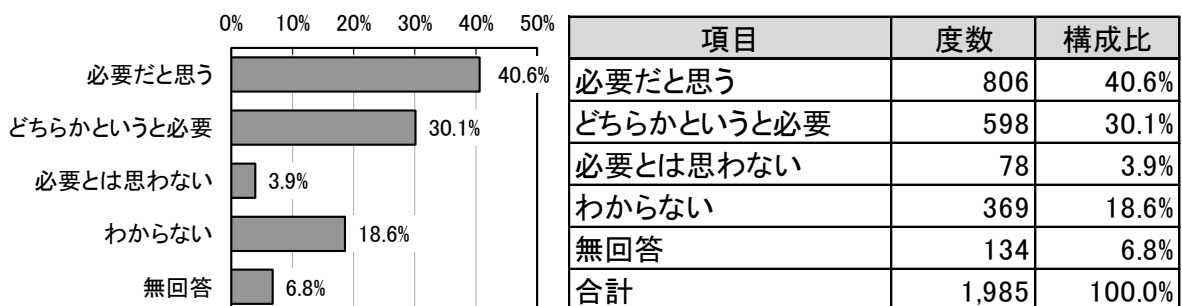 0% 10% 20% 30% 40% 50%
必要だと思う 40.6%
どちらかというと必要 30.1%
必要とは思わない 3.9%
わからない 18.6%
無回答 6.8%
項目 度数 構成比
必要だと思う 806 40.6%
どちらかというと必要 598 30.1%
必要とは思わない 78 3.9%
わからない 369 18.6%
無回答 134 6.8%
合計 1,985 100.0%